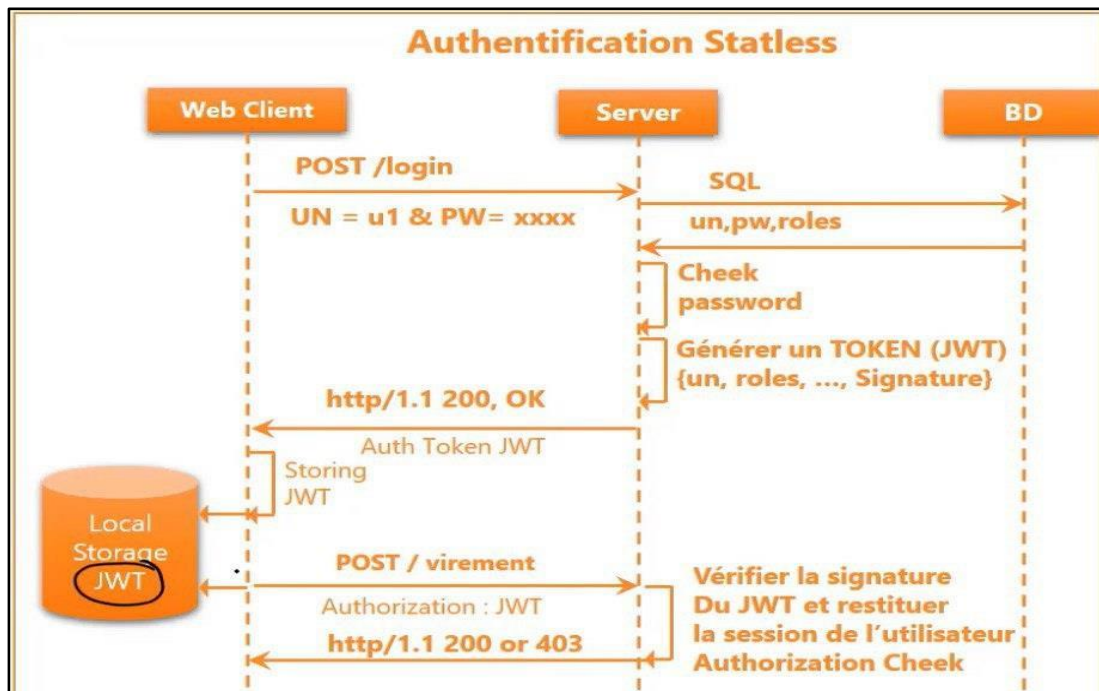 Authentification Statless
Web Client
Server
BD
POST /login
UN = u1 & PW= xxxx
SQL
un,pw,roles
Cheek
password
Générer un TOKEN (JWT)
{un, roles, ..., Signature}
http/1.1 200, OK
Auth Token JWT
Storing
JWT
Local
Storage
JWT
POST / virement
Authorization : JWT
http/1.1 200 or 403
Vérifier la signature
Du JWT et restituer
la session de l'utilisateur
Authorization Cheek